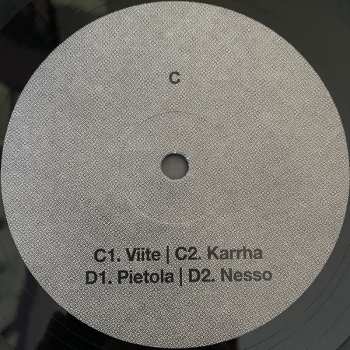 C
C1. Viite | C2. Karrha
D1. Pietola | D2. Nesso